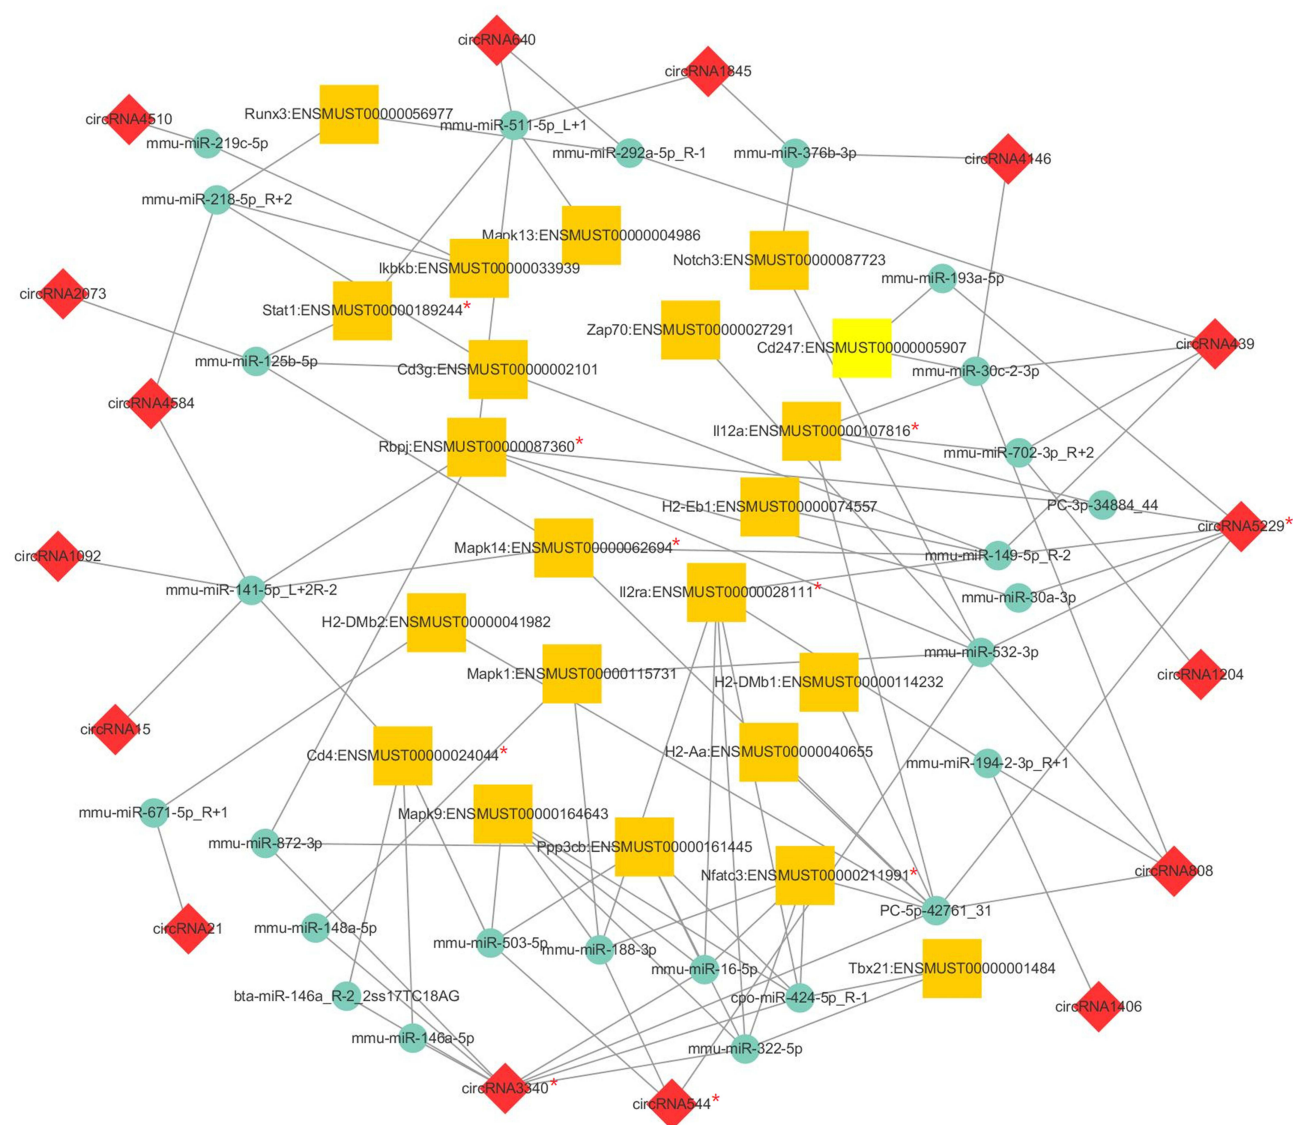 circRNA640
circRNA1845
Runx3:ENSMUST00000056977
circRNA4510
mmu-miR-511-5p_L+1
mmu-miR-219c-5p
mmu-miR-292a-5p_R-1
mmu-miR-376b-3p
circRNA4146
mmu-miR-218-5p_R+2
Mapk13:ENSMUST00000004986
Notch3:ENSMUST00000087723
Ikbkb:ENSMUST00000033939
mmu-miR-193a-5p
circRNA2073
Stat1:ENSMUST00000189244*
Zap70:ENSMUST00000027291
Cd247:ENSMUST00000005907
circRNA439
mmu-miR-125b-5p
Cd3g:ENSMUST00000002101
mmu-miR-30c-2-3p
circRNA4584
Il12a:ENSMUST00000107816*
Rbpj:ENSMUST00000087360*
mmu-miR-702-3p_R+2
H2-Eb1:ENSMUST00000074557
PC-3p-34884_44
circRNA5229*
Mapk14:ENSMUST00000062694*
circRNA1092
mmu-miR-149-5p_R-2
mmu-miR-141-5p_L+2R-2
Il2ra:ENSMUST00000028111*
mmu-miR-30a-3p
H2-DMb2:ENSMUST00000041982
mmu-miR-532-3p
Mapk1:ENSMUST00000115731
H2-DMb1:ENSMUST00000114232
circRNA1204
circRNA15
Cd4:ENSMUST00000024044*
H2-Aa:ENSMUST00000040655
mmu-miR-194-2-3p_R+1
mmu-miR-671-5p_R+1
Mapk9:ENSMUST00000164643
mmu-miR-872-3p
Ppp3cb:ENSMUST00000161445
circRNA808
Nfatc3:ENSMUST00000211991*
PC-5p-42761_31
circRNA21
mmu-miR-148a-5p
mmu-miR-503-5p
mmu-miR-188-3p
mmu-miR-16-5p
Tbx21:ENSMUST00000001484
bta-miR-146a_R-2_2ss17TC18AG
cpo-miR-424-5p_R-1
circRNA1406
mmu-miR-146a-5p
mmu-miR-322-5p
circRNA3340*
circRNA544*